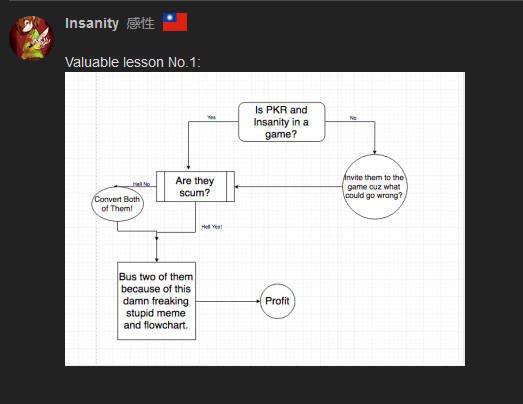 Insanity 感性
Valuable lesson No.1:
Is PKR and
Insanity in a
game?
Yes
No
Are they
scum?
Invite them to the
game cuz what
could go wrong?
Hell No
Convert Both
of Them!
Hell Yes!
Bus two of them
because of this
damn freaking
stupid meme
and flowchart.
Profit